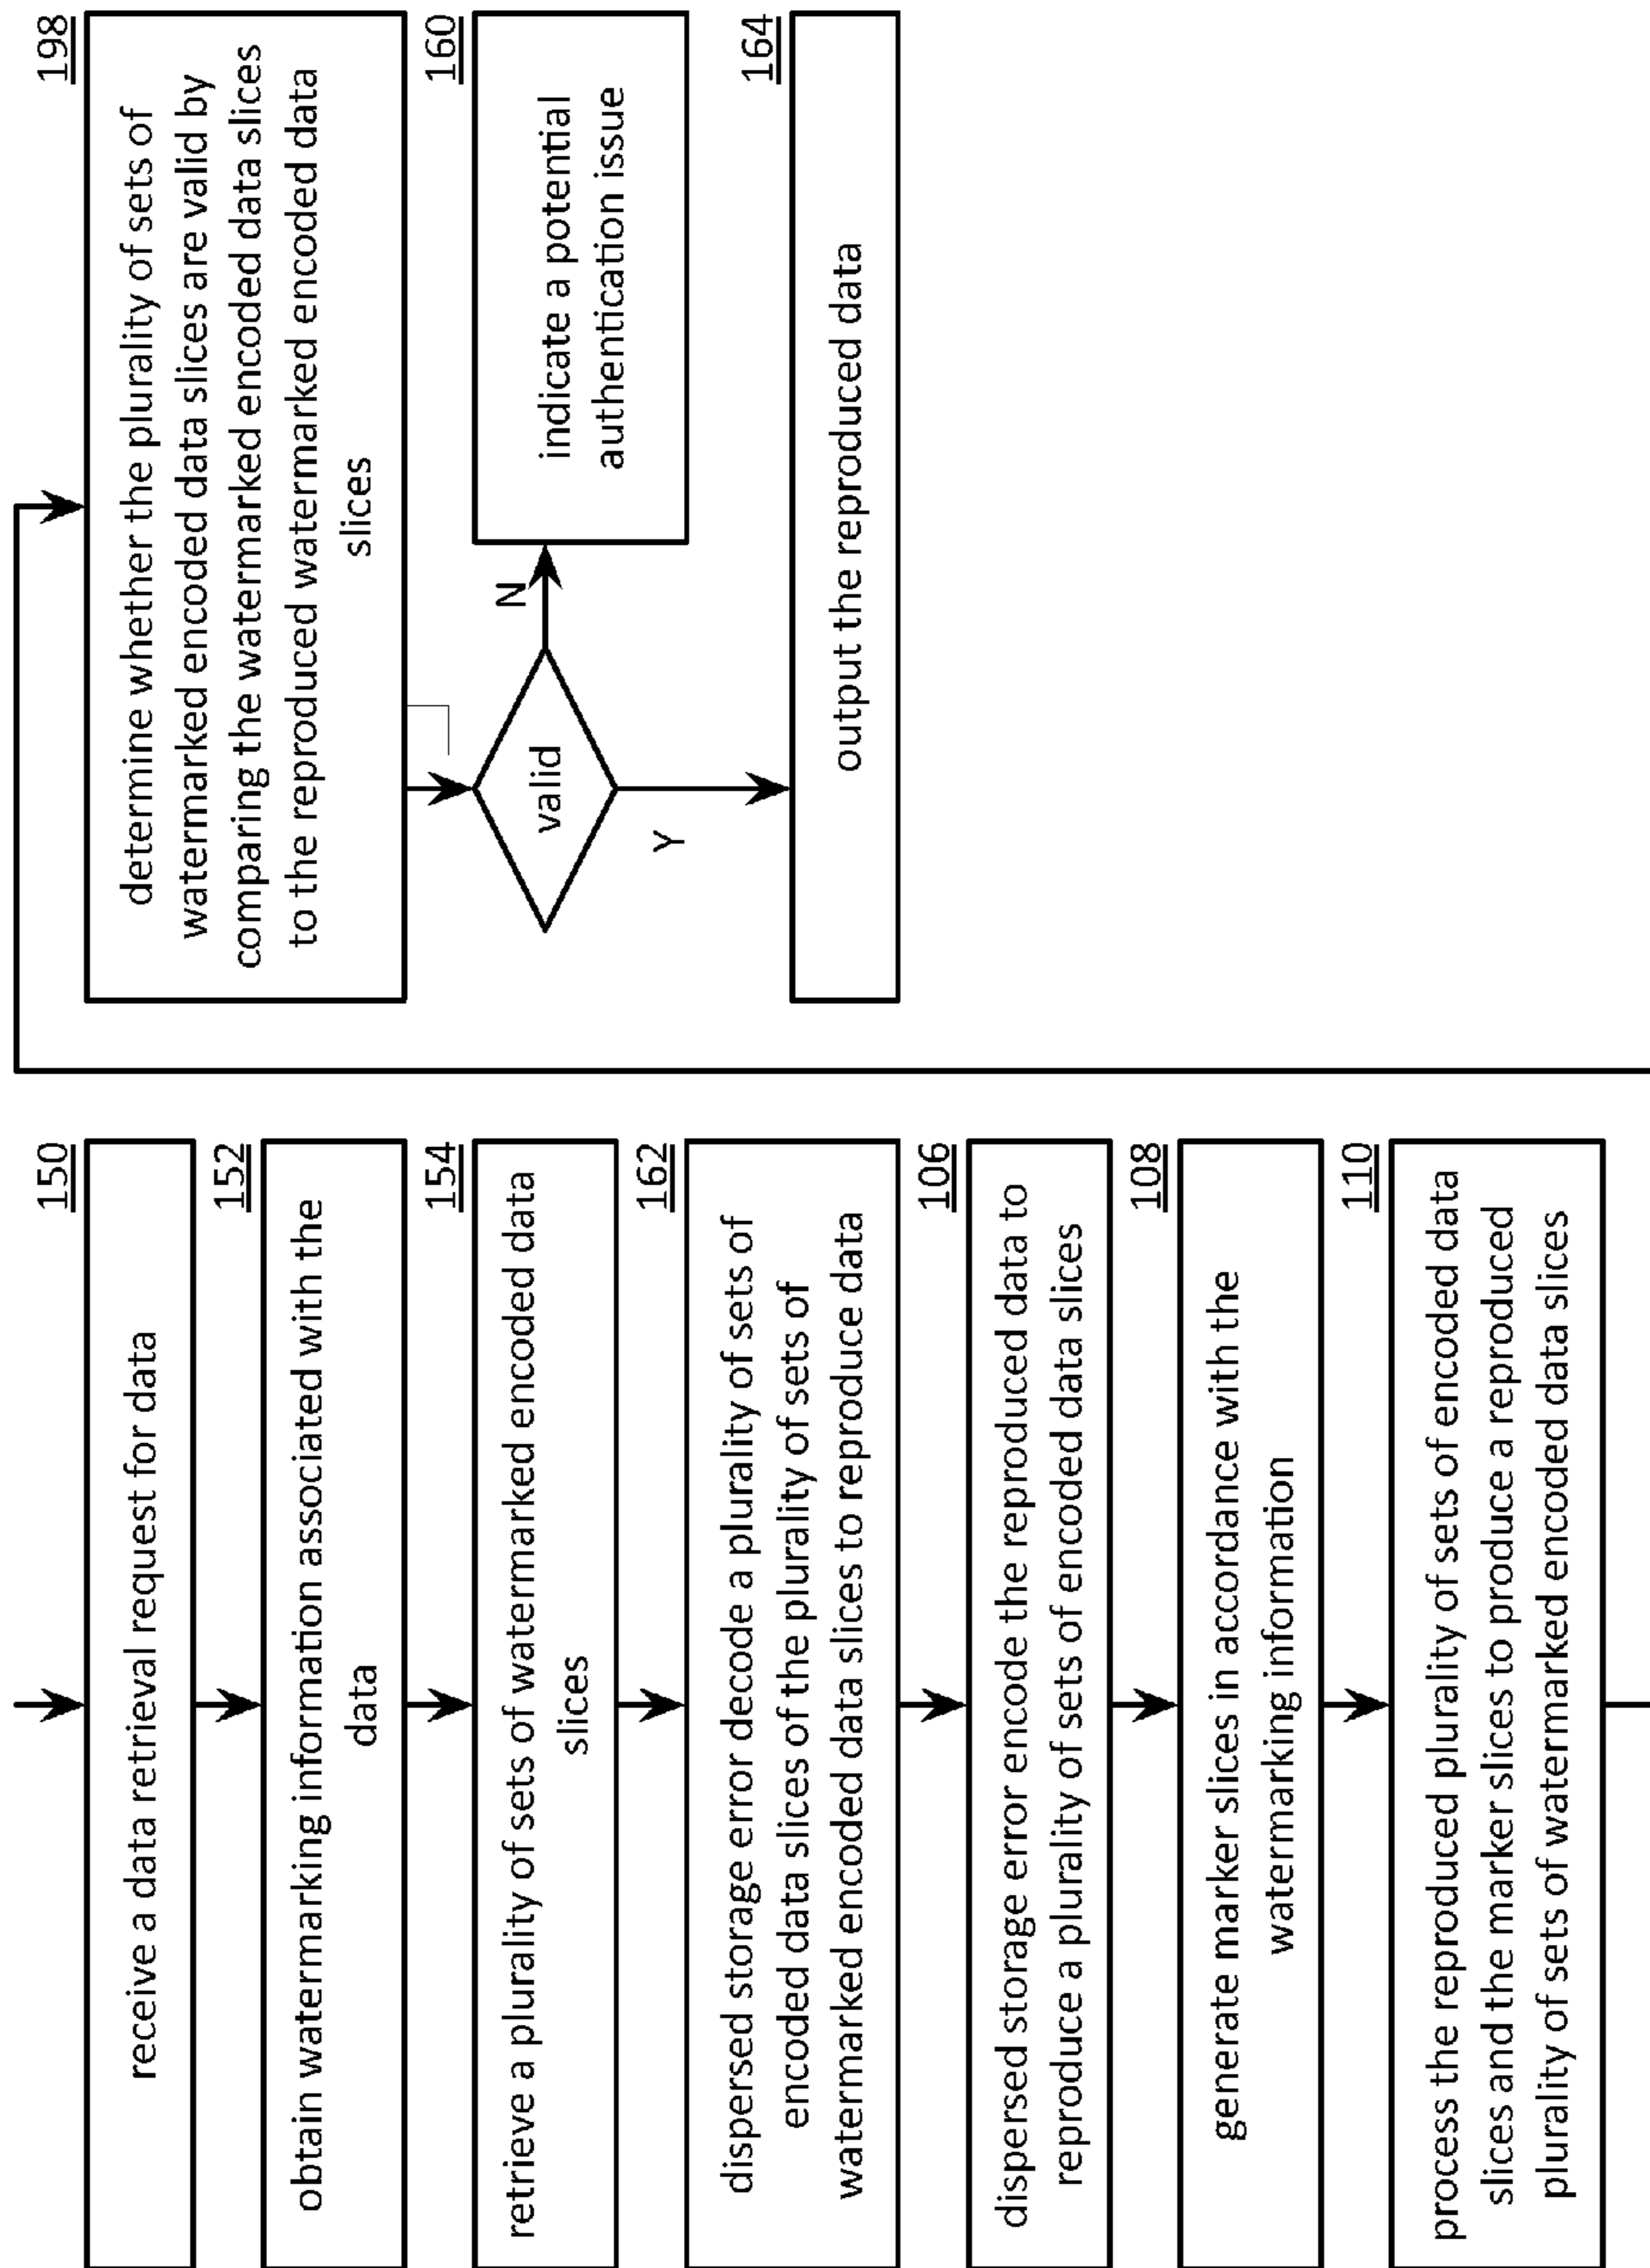 150
receive a data retrieval request for data
152
obtain watermarking information associated with the
data
154
retrieve a plurality of sets of watermarked encoded data
slices
162
dispersed storage error decode a plurality of sets of
encoded data slices of the plurality of sets of
watermarked encoded data slices to reproduce data
106
dispersed storage error encode the reproduced data to
reproduce a plurality of sets of encoded data slices
108
generate marker slices in accordance with the
watermarking information
110
process the reproduced plurality of sets of encoded data
slices and the marker slices to produce a reproduced
plurality of sets of watermarked encoded data slices
198
determine whether the plurality of sets of
watermarked encoded data slices are valid by
comparing the watermarked encoded data slices
to the reproduced watermarked encoded data
slices
valid
N
160
indicate a potential
authentication issue
Y
164
output the reproduced data